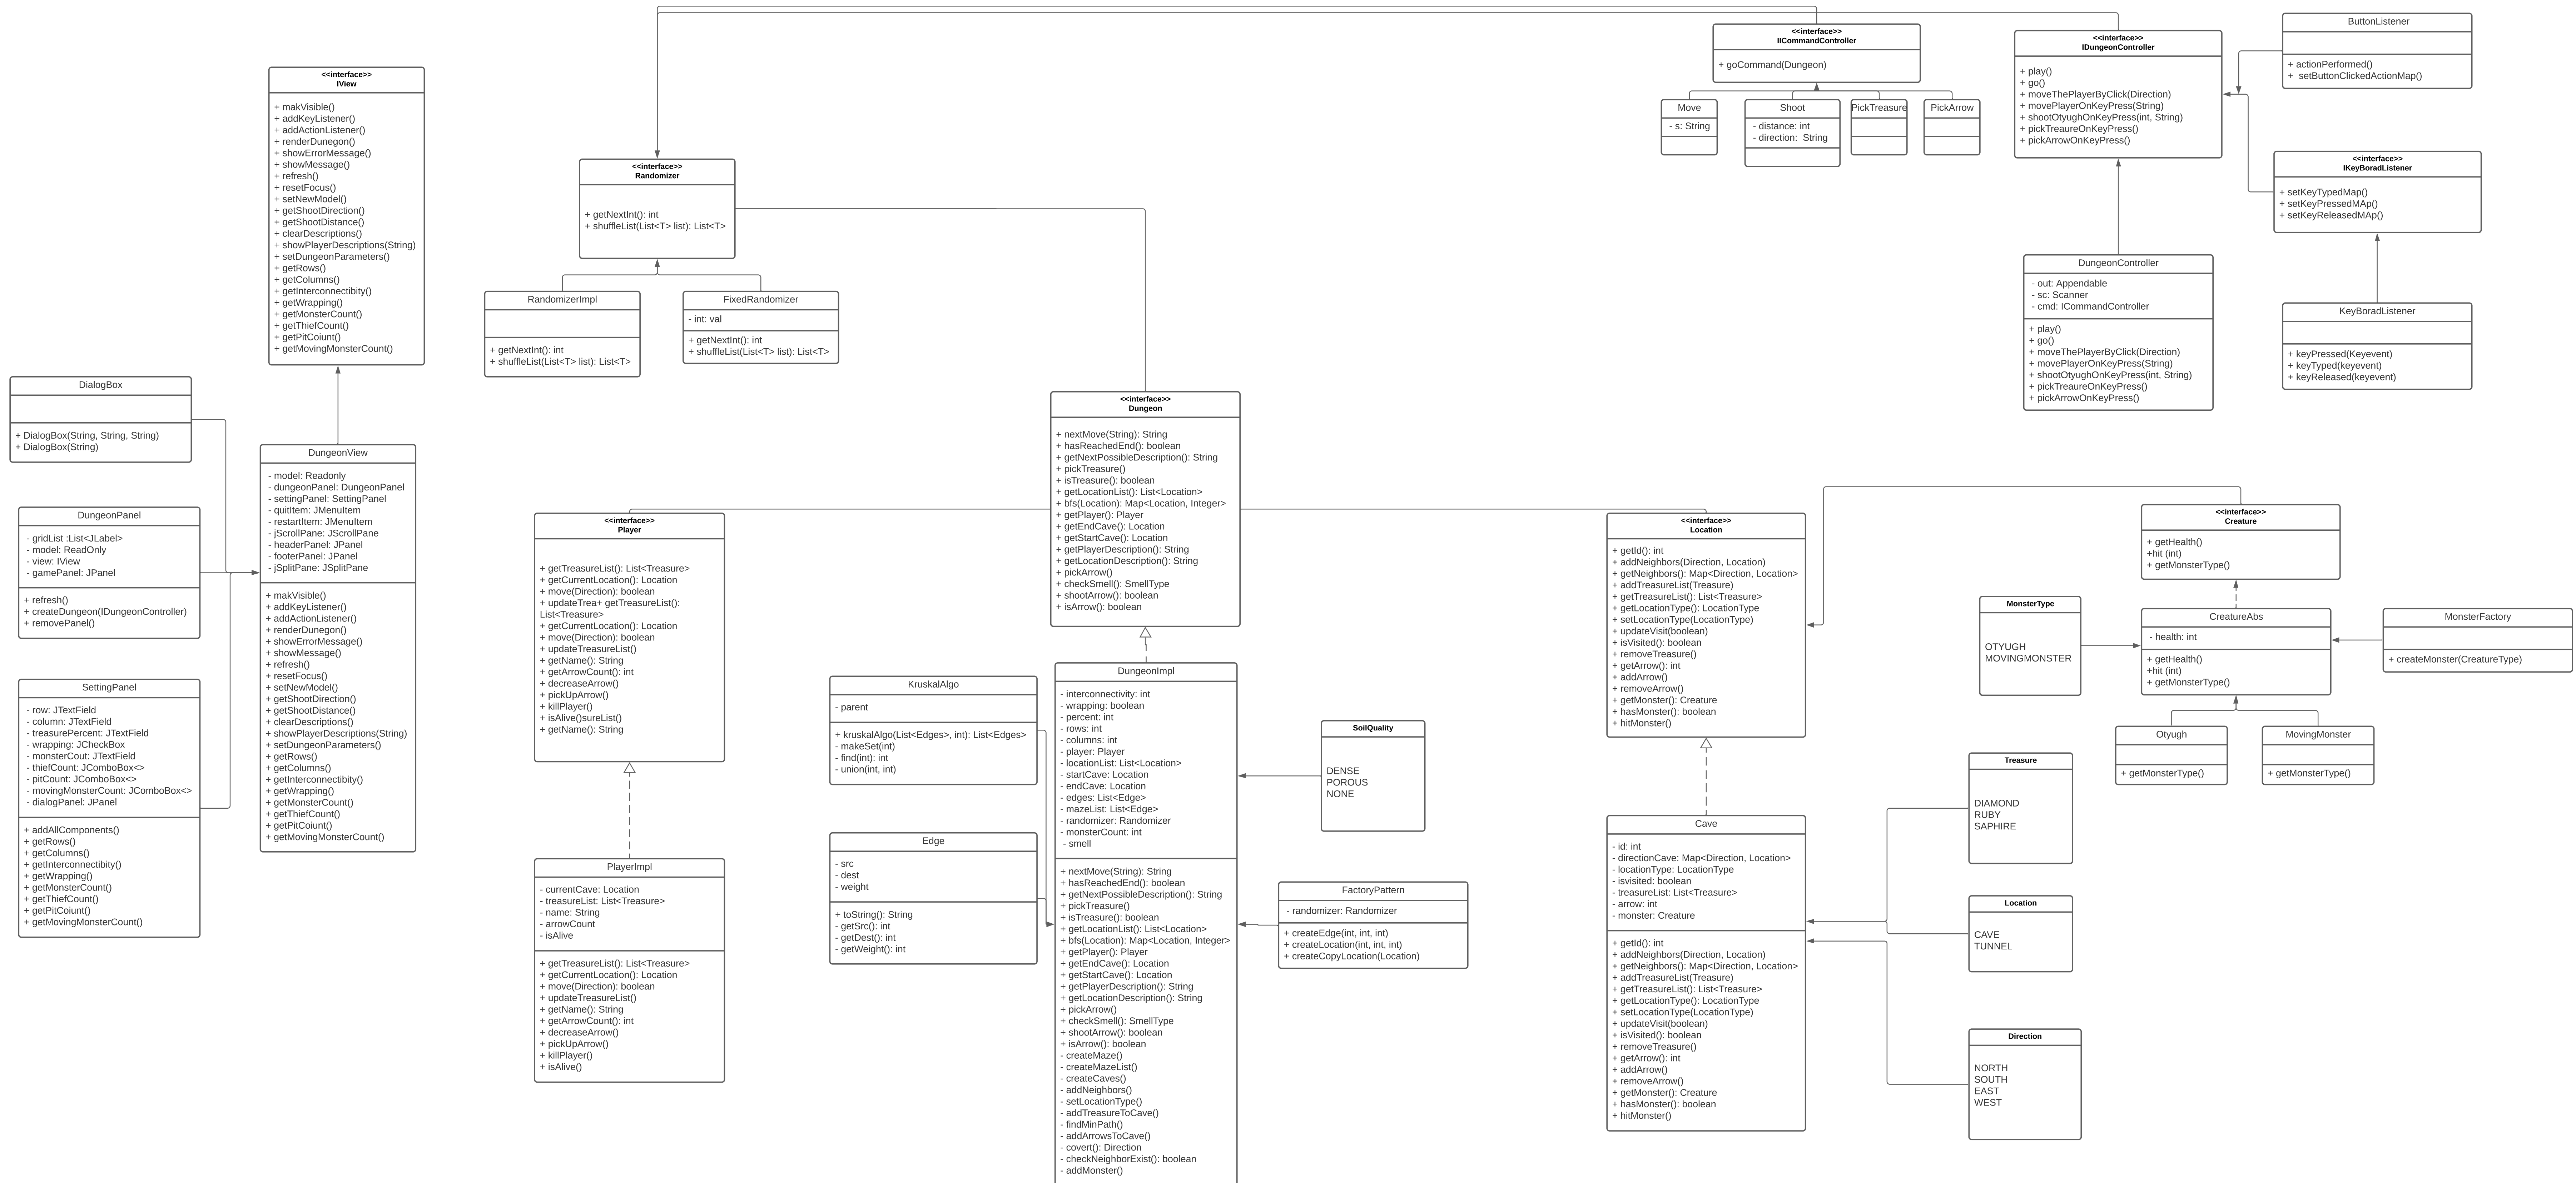 <<interface>>
IView
+ makVisible()
+ addKeyListener()
+ addActionListener()
+ renderDunegon()
+ showErrorMessage()
+ showMessage()
+ refresh()
+ resetFocus()
+ setNewModel()
+ getShootDirection()
+ getShootDistance()
+ clearDescriptions()
+ showPlayerDescriptions(String)
+ setDungeonParameters()
+ getRows()
+ getColumns()
+ getInterconnectibity()
+ getWrapping()
+ getMonsterCount()
+ getThiefCount()
+ getPitCoiunt()
+ getMovingMonsterCount()
DialogBox
+ DialogBox(String, String, String)
+ DialogBox(String)
DungeonPanel
- gridList :List<JLabel>
- model: ReadOnly
- view: IView
- gamePanel: JPanel
+ refresh()
+ createDungeon(IDungeonController)
+ removePanel()
SettingPanel
- row: JTextField
- column: JTextField
- treasurePercent: JTextField
- wrapping: JCheckBox
- monsterCout: JTextField
- thiefCount: JComboBox<>
- pitCount: JComboBox<>
- movingMonsterCount: JComboBox<>
- dialogPanel: JPanel
+ addAllComponents()
+ getRows()
+ getColumns()
+ getInterconnectibity()
+ getWrapping()
+ getMonsterCount()
+ getThiefCount()
+ getPitCoiunt()
+ getMovingMonsterCount()
DungeonView
- model: Readonly
- dungeonPanel: DungeonPanel
- settingPanel: SettingPanel
- quitItem: JMenuItem
- restartItem: JMenuItem
- jScrollPane: JScrollPane
- headerPanel: JPanel
- footerPanel: JPanel
- jSplitPane: JSplitPane
+ makVisible()
+ addKeyListener()
+ addActionListener()
+ renderDunegon()
+ showErrorMessage()
+ showMessage()
+ refresh()
+ resetFocus()
+ setNewModel()
+ getShootDirection()
+ getShootDistance()
+ clearDescriptions()
+ showPlayerDescriptions(String)
+ setDungeonParameters()
+ getRows()
+ getColumns()
+ getInterconnectibity()
+ getWrapping()
+ getMonsterCount()
+ getThiefCount()
+ getPitCoiunt()
+ getMovingMonsterCount()
<<interface>>
Randomizer
+ getNextInt(): int
+ shuffleList(List<T> list): List<T>
RandomizerImpl
+ getNextInt(): int
+ shuffleList(List<T> list): List<T>
FixedRandomizer
- int: val
+ getNextInt(): int
+ shuffleList(List<T> list): List<T>
<<interface>>
Player
+ getTreasureList(): List<Treasure>
+ getCurrentLocation(): Location
+ move(Direction): boolean
+ updateTrea+ getTreasureList():
List<Treasure>
+ getCurrentLocation(): Location
+ move(Direction): boolean
+ updateTreasureList()
+ getName(): String
+ getArrowCount(): int
+ decreaseArrow()
+ pickUpArrow()
+ killPlayer()
+ isAlive()sureList()
+ getName(): String
PlayerImpl
- currentCave: Location
- treasureList: List<Treasure>
- name: String
- arrowCount
- isAlive
+ getTreasureList(): List<Treasure>
+ getCurrentLocation(): Location
+ move(Direction): boolean
+ updateTreasureList()
+ getName(): String
+ getArrowCount(): int
+ decreaseArrow()
+ pickUpArrow()
+ killPlayer()
+ isAlive()
KruskalAlgo
- parent
+ kruskalAlgo(List<Edges>, int): List<Edges>
- makeSet(int)
- find(int): int
- union(int, int)
Edge
- src
- dest
- weight
+ toString(): String
- getSrc(): int
- getDest(): int
- getWeight(): int
<<interface>>
Dungeon
+ nextMove(String): String
+ hasReachedEnd(): boolean
+ getNextPossibleDescription(): String
+ pickTreasure()
+ isTreasure(): boolean
+ getLocationList(): List<Location>
+ bfs(Location): Map<Location, Integer>
+ getPlayer(): Player
+ getEndCave(): Location
+ getStartCave(): Location
+ getPlayerDescription(): String
+ getLocationDescription(): String
+ pickArrow()
+ checkSmell(): SmellType
+ shootArrow(): boolean
+ isArrow(): boolean
DungeonImpl
- interconnectivity: int
- wrapping: boolean
- percent: int
- rows: int
- columns: int
- player: Player
- locationList: List<Location>
- startCave: Location
- endCave: Location
- edges: List<Edge>
- mazeList: List<Edge>
- randomizer: Randomizer
- monsterCount: int
- smell
+ nextMove(String): String
+ hasReachedEnd(): boolean
+ getNextPossibleDescription(): String
+ pickTreasure()
+ isTreasure(): boolean
+ getLocationList(): List<Location>
+ bfs(Location): Map<Location, Integer>
+ getPlayer(): Player
+ getEndCave(): Location
+ getStartCave(): Location
+ getPlayerDescription(): String
+ getLocationDescription(): String
+ pickArrow()
+ checkSmell(): SmellType
+ shootArrow(): boolean
+ isArrow(): boolean
- createMaze()
- createMazeList()
- createCaves()
- addNeighbors()
- setLocationType()
- addTreasureToCave()
- findMinPath()
- addArrowsToCave()
- covert(): Direction
- checkNeighborExist(): boolean
- addMonster()
SoilQuality
DENSE
POROUS
NONE
FactoryPattern
- randomizer: Randomizer
+ createEdge(int, int, int)
+ createLocation(int, int, int)
+ createCopyLocation(Location)
<<interface>>
IICommandController
+ goCommand(Dungeon)
Move
- s: String
Shoot
- distance: int
- direction: String
PickTreasure
PickArrow
<<interface>>
IDungeonController
+ play()
+ go()
+ moveThePlayerByClick(Direction)
+ movePlayerOnKeyPress(String)
+ shootOtyughOnKeyPress(int, String)
+ pickTreaureOnKeyPress()
+ pickArrowOnKeyPress()
DungeonController
- out: Appendable
- sc: Scanner
- cmd: ICommandController
+ play()
+ go()
+ moveThePlayerByClick(Direction)
+ movePlayerOnKeyPress(String)
+ shootOtyughOnKeyPress(int, String)
+ pickTreaureOnKeyPress()
+ pickArrowOnKeyPress()
ButtonListener
+ actionPerformed()
+ setButtonClickedActionMap()
<<interface>>
IKeyBoradListener
+ setKeyTypedMap()
+ setKeyPressedMAp()
+ setKeyReleasedMAp()
KeyBoradListener
+ keyPressed(Keyevent)
+ keyTyped(keyevent)
+ keyReleased(keyevent)
<<interface>>
Location
+ getId(): int
+ addNeighbors(Direction, Location)
+ getNeighbors(): Map<Direction, Location>
+ addTreasureList(Treasure)
+ getTreasureList(): List<Treasure>
+ getLocationType(): LocationType
+ setLocationType(LocationType)
+ updateVisit(boolean)
+ isVisited(): boolean
+ removeTreasure()
+ getArrow(): int
+ addArrow()
+ removeArrow()
+ getMonster(): Creature
+ hasMonster(): boolean
+ hitMonster()
Cave
- id: int
- directionCave: Map<Direction, Location>
- locationType: LocationType
- isvisited: boolean
- treasureList: List<Treasure>
- arrow: int
- monster: Creature
+ getId(): int
+ addNeighbors(Direction, Location)
+ getNeighbors(): Map<Direction, Location>
+ addTreasureList(Treasure)
+ getTreasureList(): List<Treasure>
+ getLocationType(): LocationType
+ setLocationType(LocationType)
+ updateVisit(boolean)
+ isVisited(): boolean
+ removeTreasure()
+ getArrow(): int
+ addArrow()
+ removeArrow()
+ getMonster(): Creature
+ hasMonster(): boolean
+ hitMonster()
<<interface>>
Creature
+ getHealth()
+hit (int)
+ getMonsterType()
MonsterType
OTYUGH
MOVINGMONSTER
CreatureAbs
- health: int
+ getHealth()
+hit (int)
+ getMonsterType()
MonsterFactory
+ createMonster(CreatureType)
Otyugh
+ getMonsterType()
MovingMonster
+ getMonsterType()
Treasure
DIAMOND
RUBY
SAPHIRE
Location
CAVE
TUNNEL
Direction
NORTH
SOUTH
EAST
WEST